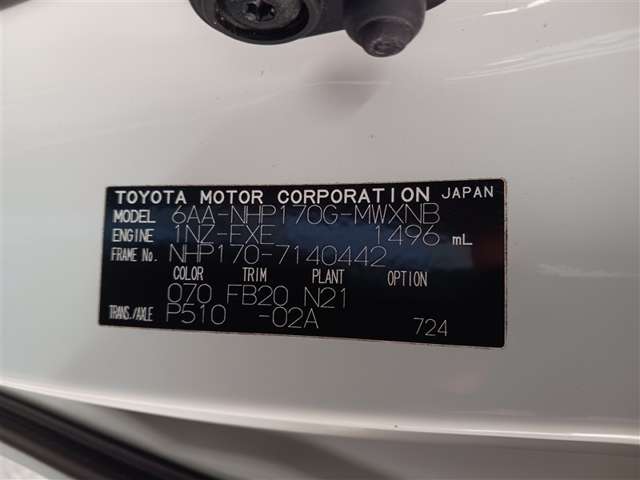 TOYOTA MOTOR CORPORATION JAPAN
MODEL 6AA-NHP170G-MWXNB
ENGINE 1NZ-EXE 1496 mL
FRAME No. NHP170-7140442
COLOR TRIM PLANT OPTION
070 FB20 N21
TRANS./AXLE P510 -02A 724